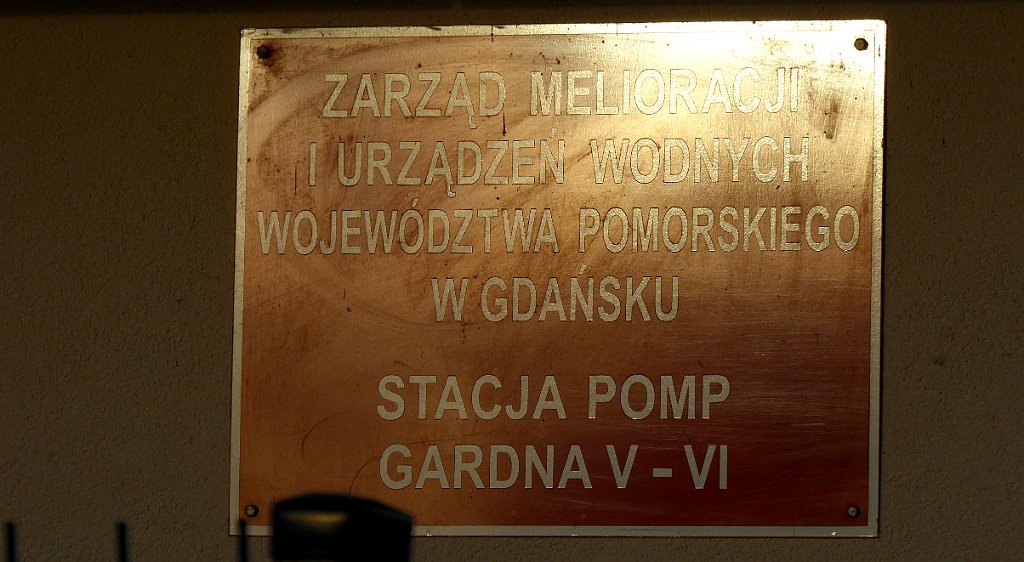 ZARZĄD MELIORACJI
I URZĄDZEŃ WODNYCH
WOJEWÓDZTWA POMORSKIEGO
W GDAŃSKU
STACJA POMP
GARDNA V - VI